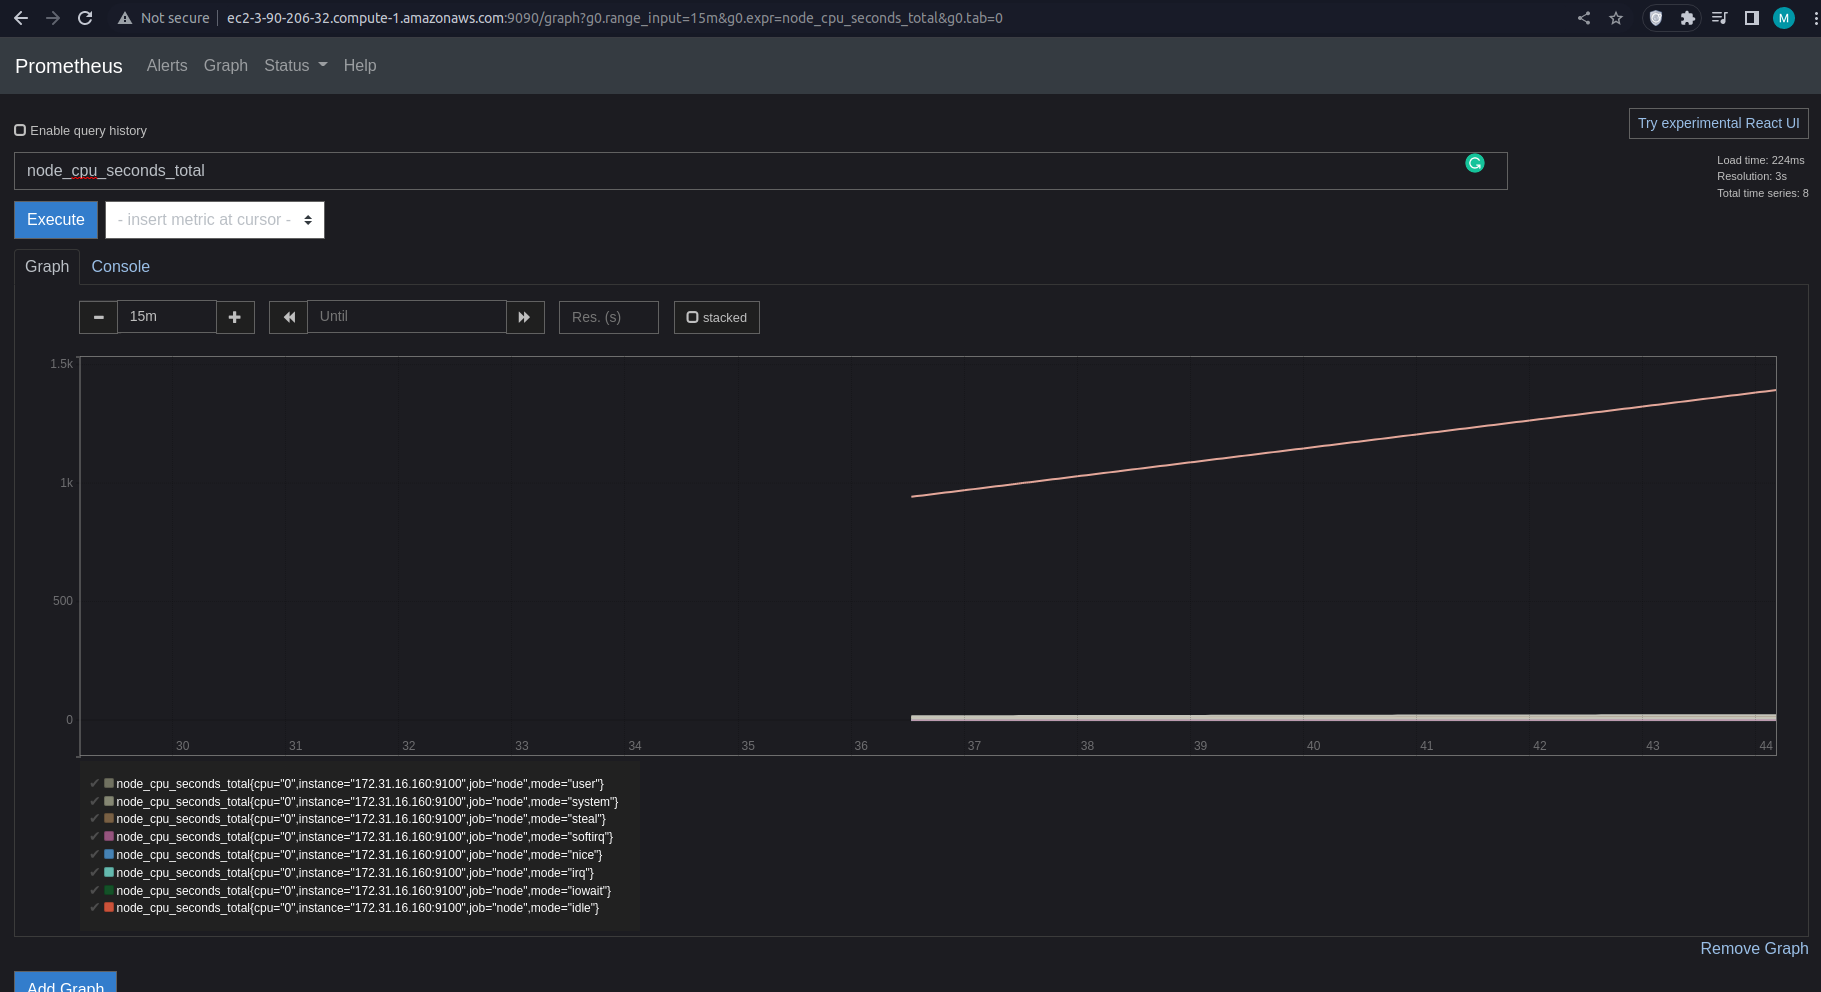 Not secure | ec2-3-90-206-32.compute-1.amazonaws.com:9090/graph?g0.range_input=15m&g0.expr=node_cpu_seconds_total&g0.tab=0
M
Prometheus Alerts Graph Status Help
Enable query history
Try experimental React UI
node_cpu_seconds_total
Load time: 224ms
Resolution: 3s
Total time series: 8
Execute - insert metric at cursor -
Graph Console
15m Until Res. (s) stacked
1.5k
1k
500
0
30 31 32 33 34 35 36 37 38 39 40 41 42 43 44
node_cpu_seconds_total{cpu="0",instance="172.31.16.160:9100",job="node",mode="user"}
node_cpu_seconds_total{cpu="0",instance="172.31.16.160:9100",job="node",mode="system"}
node_cpu_seconds_total{cpu="0",instance="172.31.16.160:9100",job="node",mode="steal"}
node_cpu_seconds_total{cpu="0",instance="172.31.16.160:9100",job="node",mode="softirq"}
node_cpu_seconds_total{cpu="0",instance="172.31.16.160:9100",job="node",mode="nice"}
node_cpu_seconds_total{cpu="0",instance="172.31.16.160:9100",job="node",mode="irq"}
node_cpu_seconds_total{cpu="0",instance="172.31.16.160:9100",job="node",mode="iowait"}
node_cpu_seconds_total{cpu="0",instance="172.31.16.160:9100",job="node",mode="idle"}
Remove Graph
Add Graph